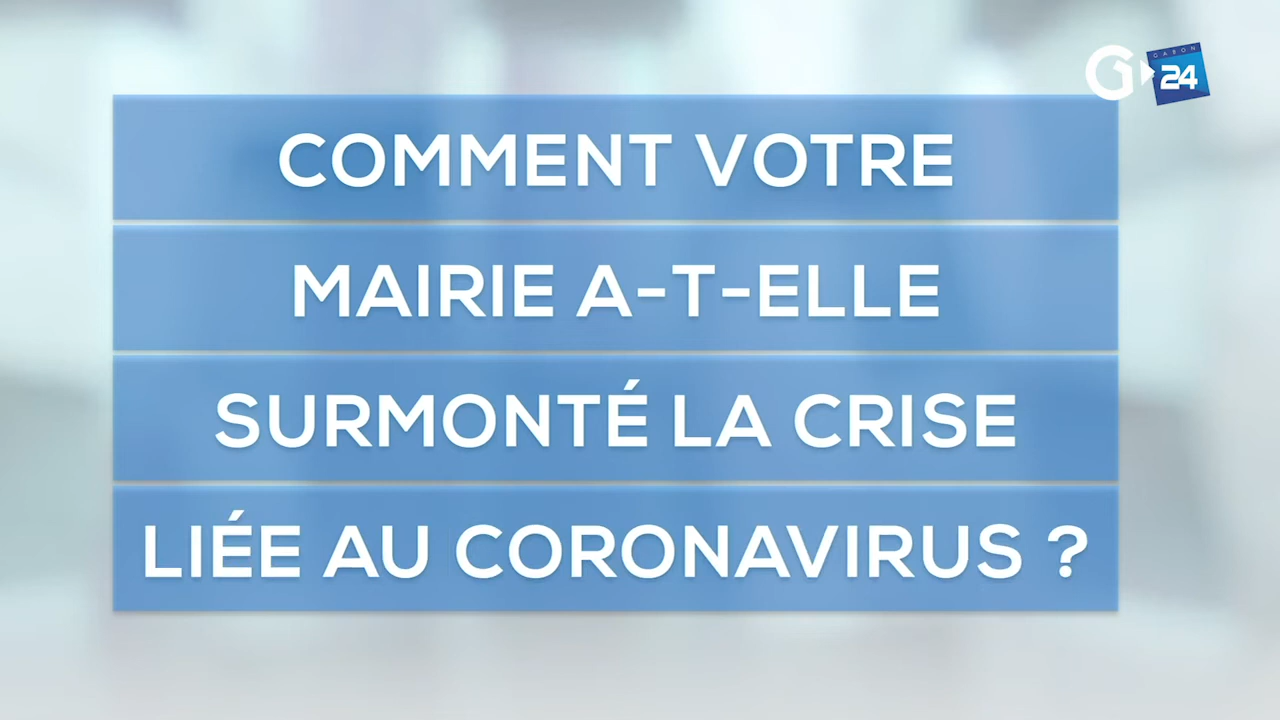 GABON
G 24
COMMENT VOTRE
MAIRIE A-T-ELLE
SURMONTÉ LA CRISE
LIÉE AU CORONAVIRUS ?